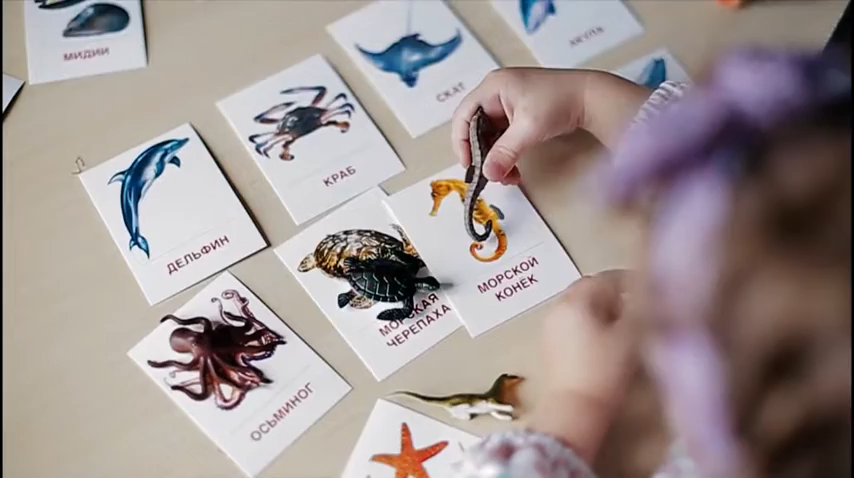 МИДИИ
АКУЛА
СКАТ
КРАБ
ДЕЛЬФИН
МОРСКОЙ
КОНЕК
МОРСКАЯ
ЧЕРЕПАХА
ОСЬМИНОГ